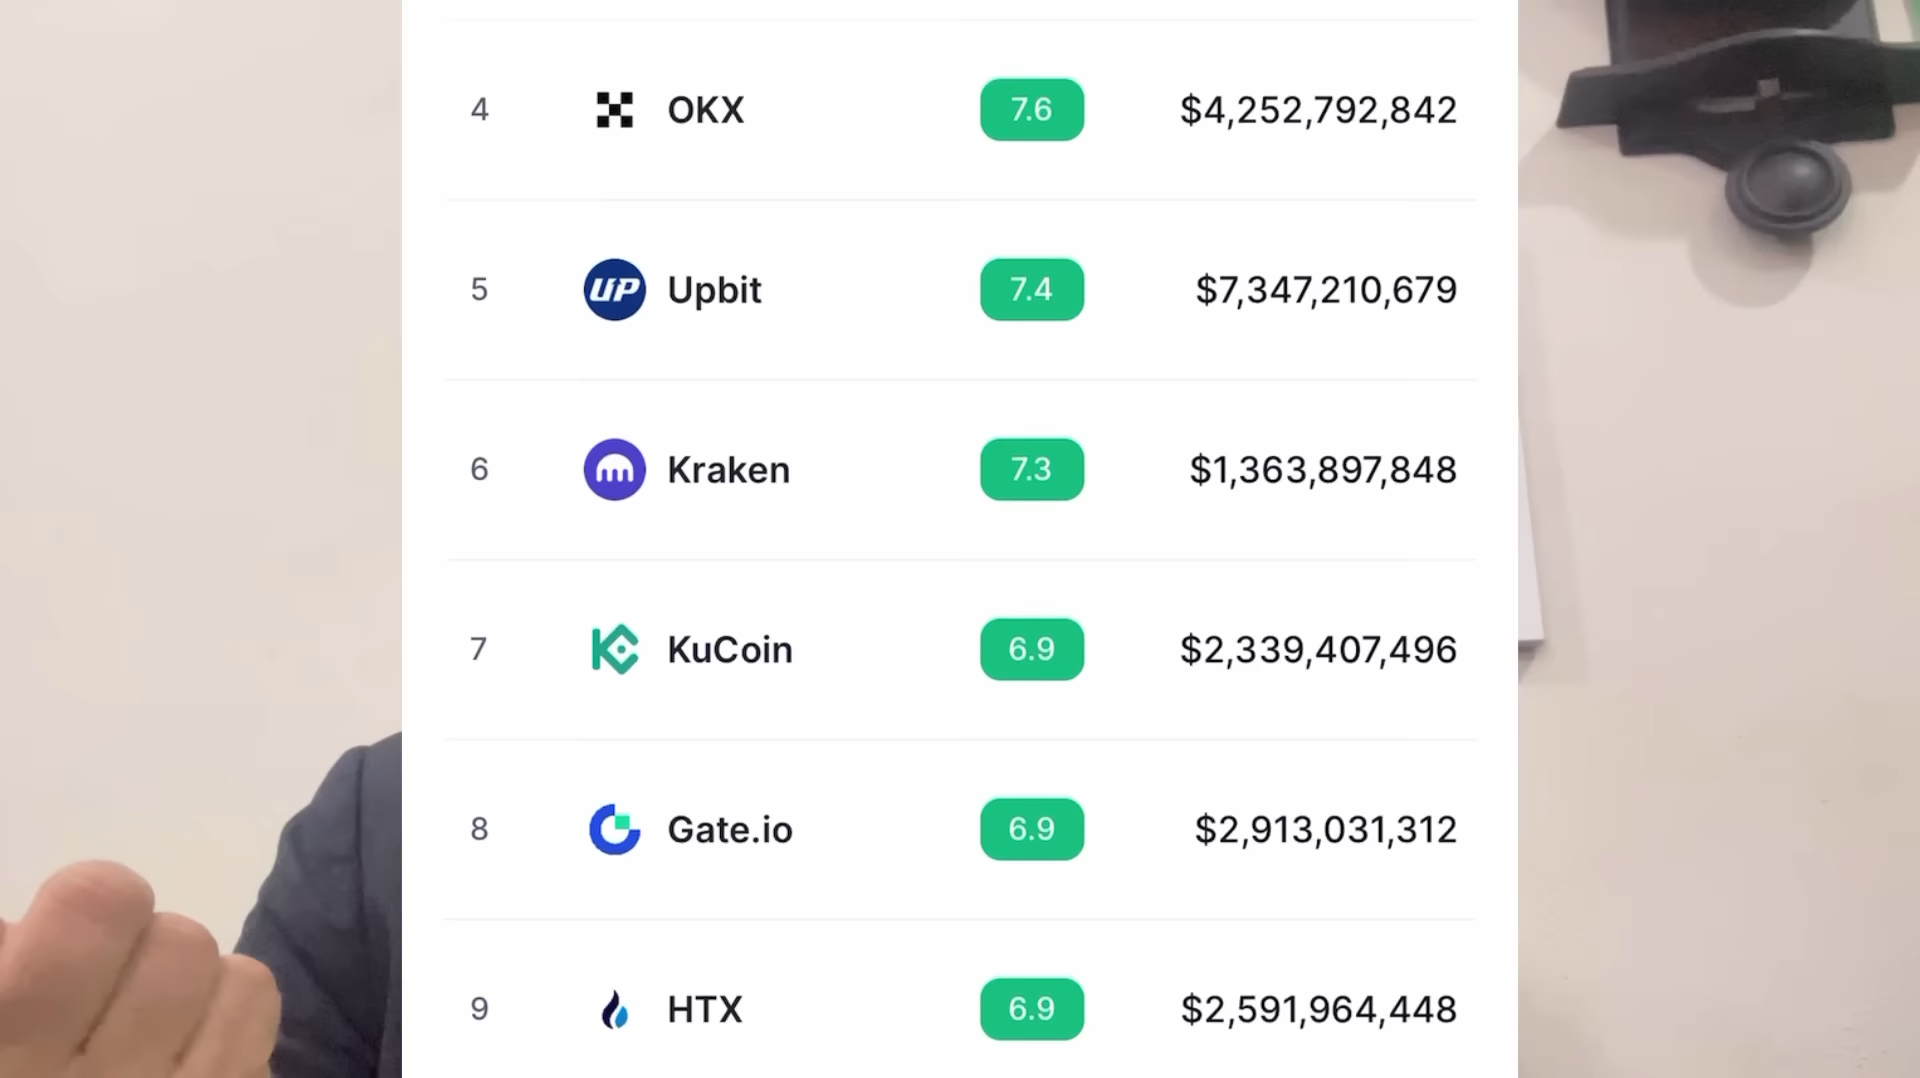 4 OKX 7.6 $4,252,792,842
5 UP Upbit 7.4 $7,347,210,679
6 Kraken 7.3 $1,363,897,848
7 KuCoin 6.9 $2,339,407,496
8 Gate.io 6.9 $2,913,031,312
9 HTX 6.9 $2,591,964,448